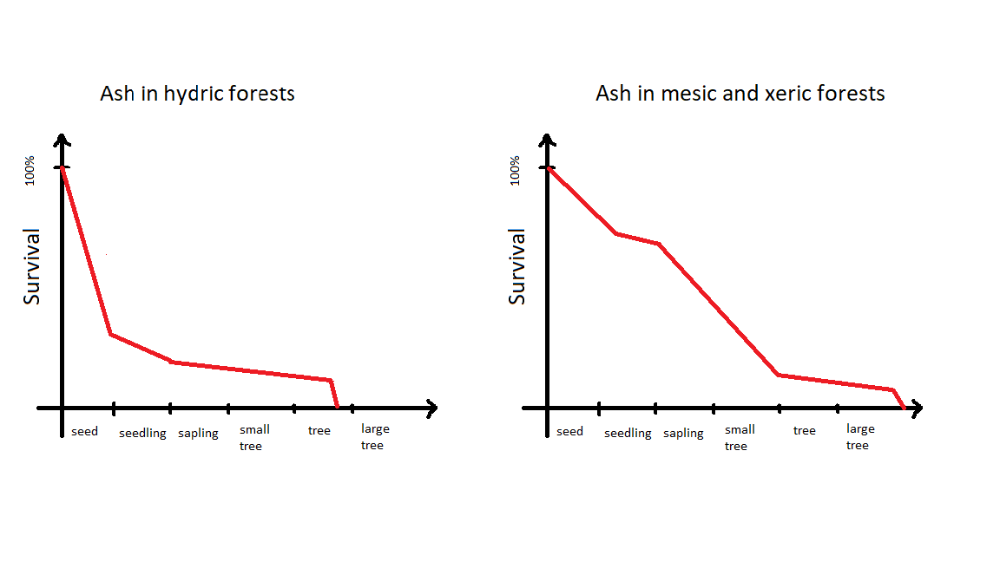 Ash in hydric forests
100%
Survival
seed
seedling
sapling
small
tree
tree
large
tree
Ash in mesic and xeric forests
100%
Survival
seed
seedling
sapling
small
tree
tree
large
tree